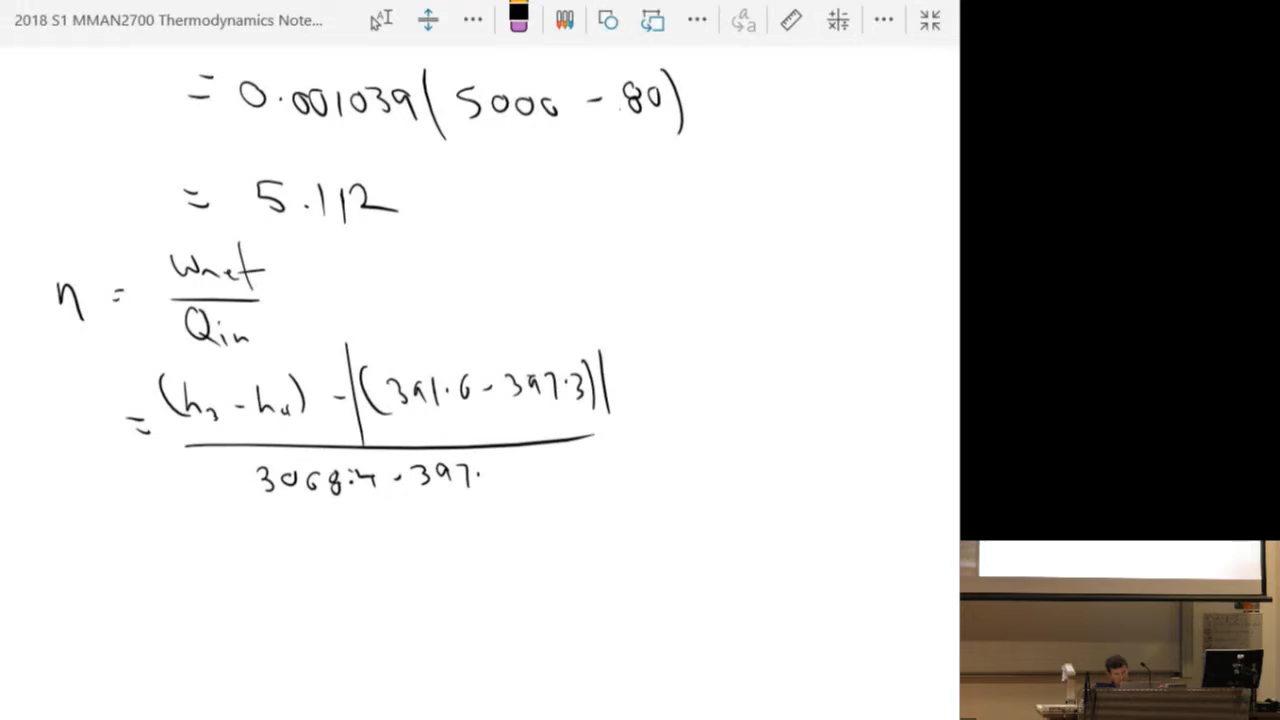 2018 S1 MMAN2700 Thermodynamics Note...
= 0.001039(5000 - 80)
= 5.112
η = Wnet / Qin
= (h3 - h4) - |(391.6 - 397.3)| / 3068.4 - 397.